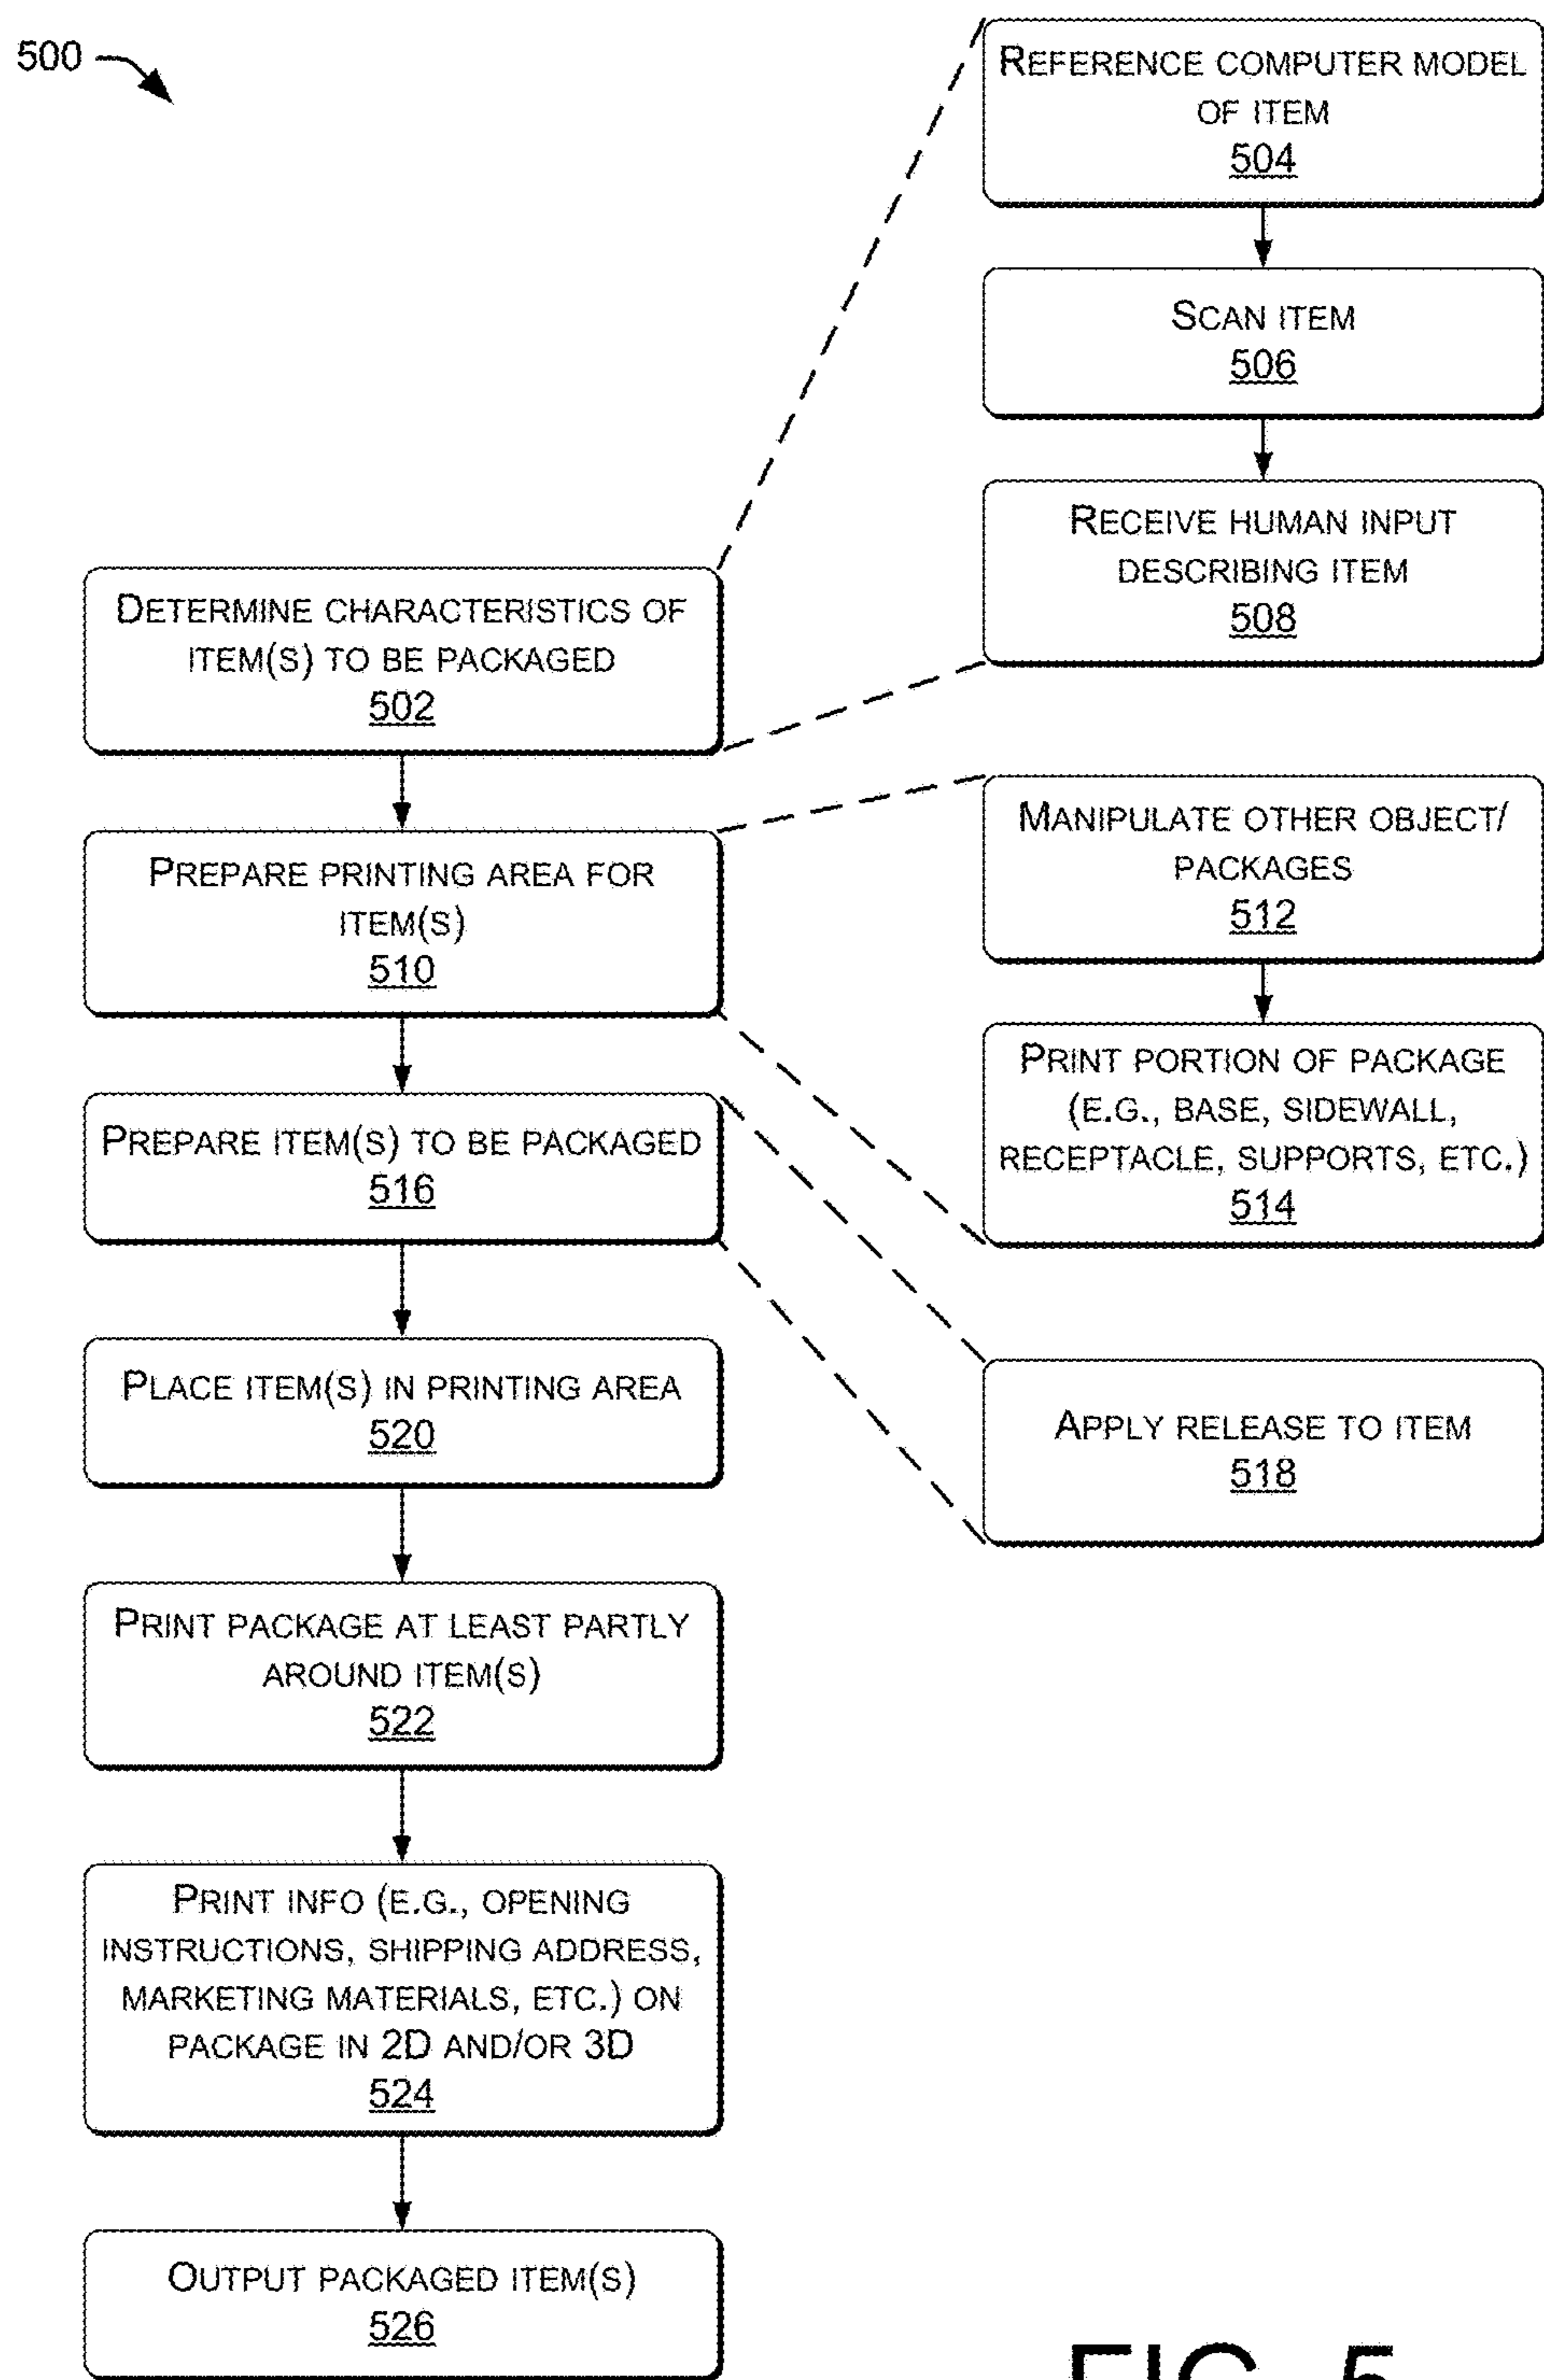 500
REFERENCE COMPUTER MODEL
OF ITEM
504
SCAN ITEM
506
RECEIVE HUMAN INPUT
DESCRIBING ITEM
508
DETERMINE CHARACTERISTICS OF
ITEM(S) TO BE PACKAGED
502
PREPARE PRINTING AREA FOR
ITEM(S)
510
MANIPULATE OTHER OBJECT/
PACKAGES
512
PRINT PORTION OF PACKAGE
(E.G., BASE, SIDEWALL,
RECEPTACLE, SUPPORTS, ETC.)
514
PREPARE ITEM(S) TO BE PACKAGED
516
APPLY RELEASE TO ITEM
518
PLACE ITEM(S) IN PRINTING AREA
520
PRINT PACKAGE AT LEAST PARTLY
AROUND ITEM(S)
522
PRINT INFO (E.G., OPENING
INSTRUCTIONS, SHIPPING ADDRESS,
MARKETING MATERIALS, ETC.) ON
PACKAGE IN 2D AND/OR 3D
524
OUTPUT PACKAGED ITEM(S)
526
FIG. 5